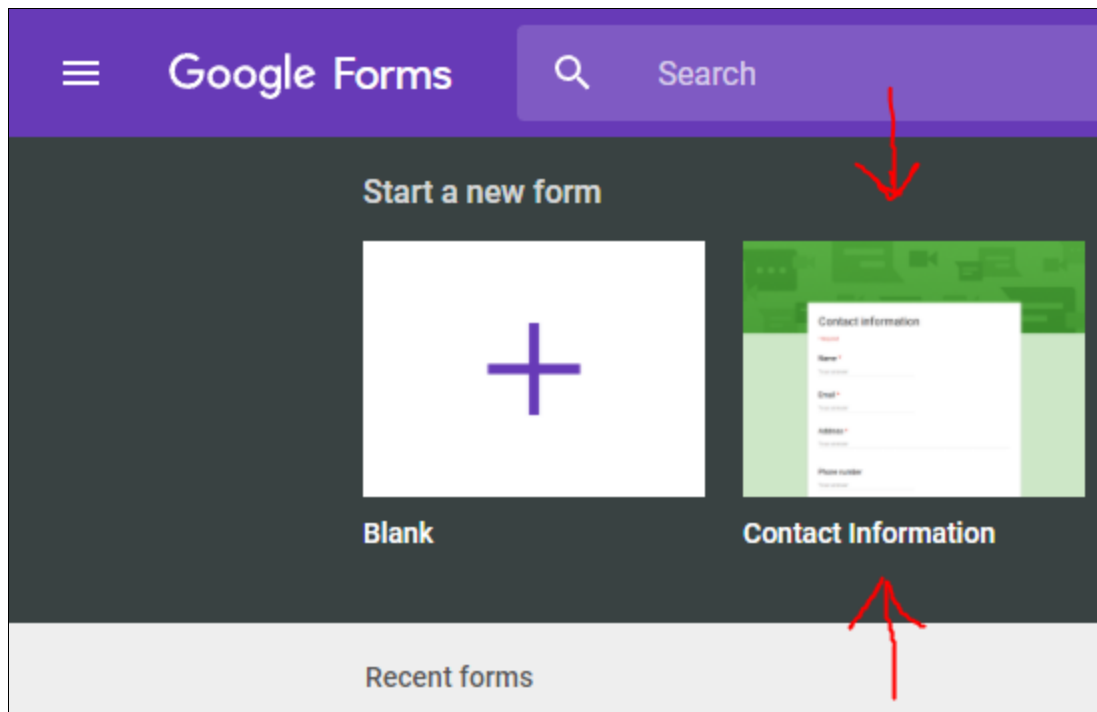 Google Forms
Search
Start a new form
Contact information
Name *
Email *
Address *
Phone number
Blank
Contact Information
Recent forms